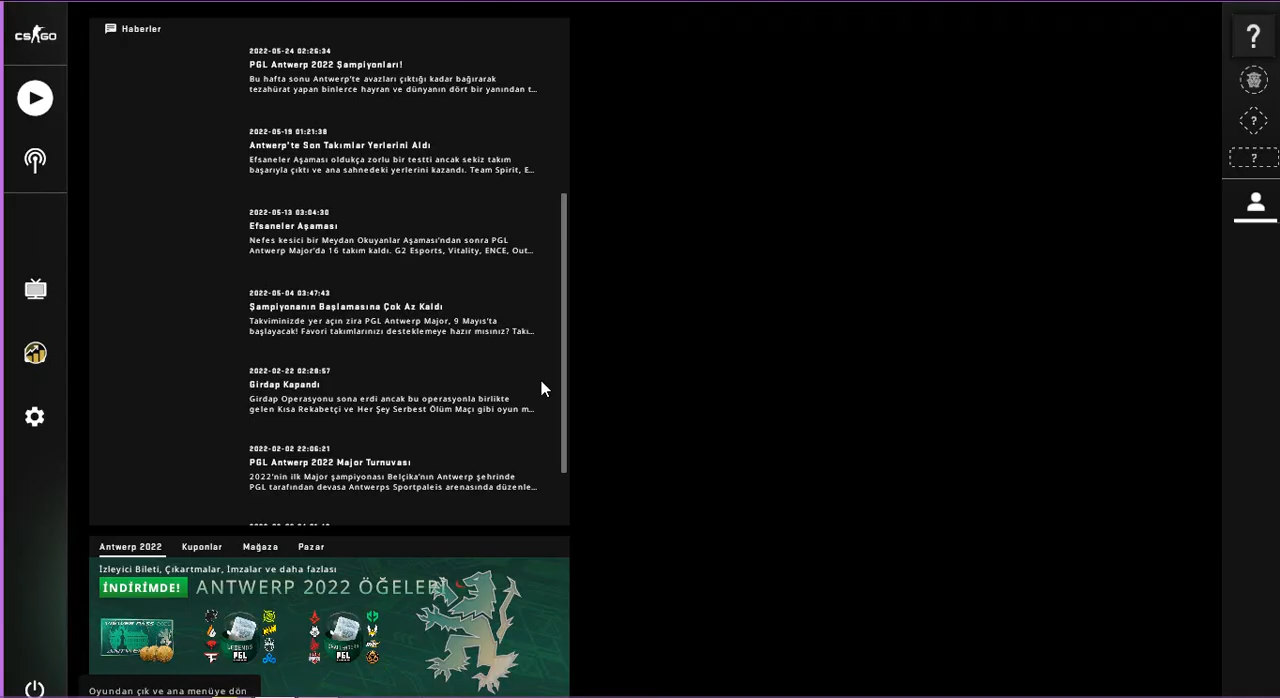 CS GO
Haberler
2022-05-24 02:26:34
PGL Antwerp 2022 Şampiyonları!
Bu hafta sonu Antwerp'te avazları çıktığı kadar bağırarak
tezahürat yapan binlerce hayran ve dünyanın dört bir yanından t...
2022-05-19 01:21:38
Antwerp'te Son Takımlar Yerlerini Aldı
Efsaneler Aşaması oldukça zorlu bir testti ancak sekiz takım
başarıyla çıktı ve ana sahnedeki yerlerini kazandı. Team Spirit, E...
2022-05-13 03:04:30
Efsaneler Aşaması
Nefes kesici bir Meydan Okuyanlar Aşaması'ndan sonra PGL
Antwerp Major'da 16 takım kaldı. G2 Esports, Vitality, ENCE, Out...
2022-05-04 03:47:43
Şampiyonanın Başlamasına Çok Az Kaldı
Takviminizde yer açın zira PGL Antwerp Major, 9 Mayıs'ta
başlayacak! Favori takımlarınızı desteklemeye hazır mısınız? Takı...
2022-02-22 02:28:57
Girdap Kapandı
Girdap Operasyonu sona erdi ancak bu operasyonla birlikte
gelen Kısa Rekabetçi ve Her Şey Serbest Ölüm Maçı gibi oyun m...
2022-02-02 22:06:21
PGL Antwerp 2022 Major Turnuvası
2022'nin ilk Major şampiyonası Belçika'nın Antwerp şehrinde
PGL tarafından devasa Antwerps Sportpaleis arenasında düzenle...
Antwerp 2022 Kuponlar Mağaza Pazar
İzleyici Bileti, Çıkartmalar, İmzalar ve daha fazlası
İNDİRİMDE! ANTWERP 2022 ÖĞELERİ
PGL PGL
Oyundan çık ve ana menüye dön